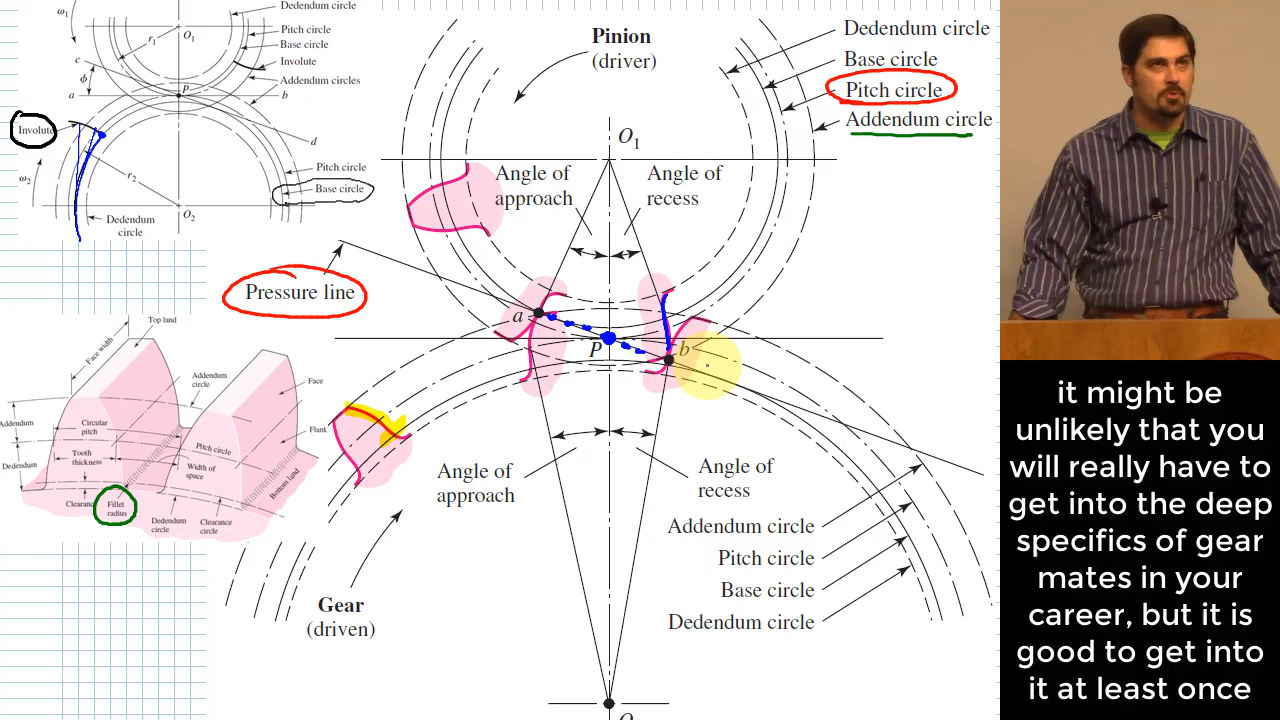 Dedendum circle
ω1
O1
r1
Pitch circle
Base circle
c
Involute
ϕ
Addendum circles
P
a
b
Involute
d
Pitch circle
r2
ω2
Base circle
O2
Dedendum
circle
Pinion
(driver)
Dedendum circle
Base circle
Pitch circle
Addendum circle
O1
Angle of
approach
Angle of
recess
Pressure line
a
P
b
Top land
Face width
Addendum
circle
Face
Addendum
Circular
pitch
Flank
Pitch circle
Dedendum
Tooth
thickness
Width of
space
Bottom land
Clearance
Fillet
radius
Dedendum
circle
Clearance
circle
Angle of
approach
Angle of
recess
Addendum circle
Pitch circle
Base circle
Dedendum circle
Gear
(driven)
it might be
unlikely that you
will really have to
get into the deep
specifics of gear
mates in your
career, but it is
good to get into
it at least once